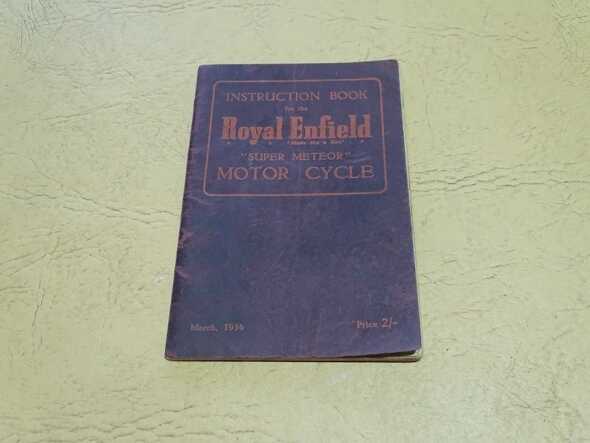 INSTRUCTION BOOK
for the
Royal Enfield
"Made like a Gun"
"SUPER METEOR"
MOTOR CYCLE
March, 1956
Price 2/-